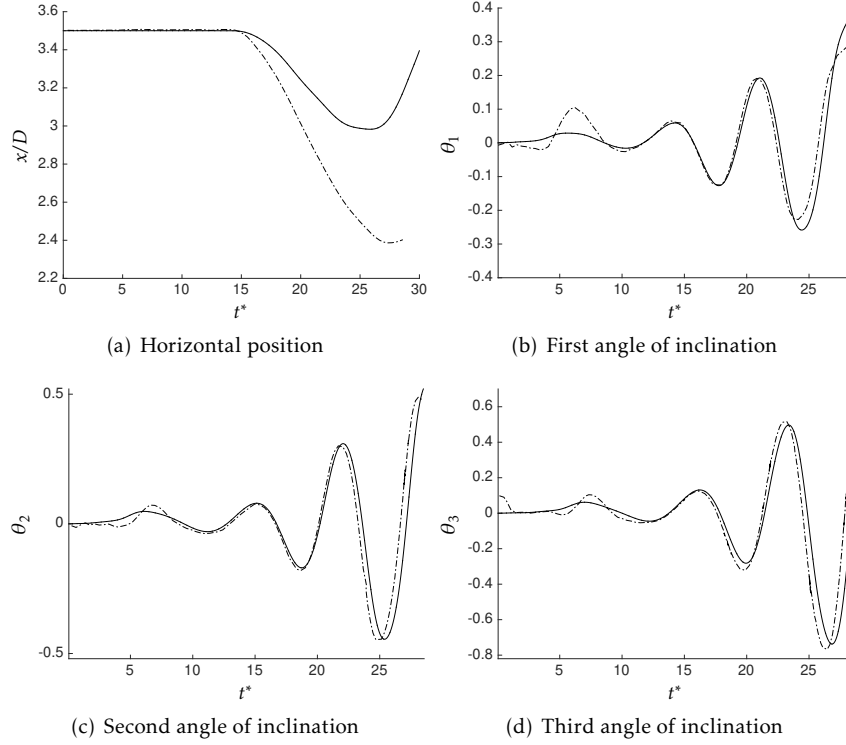 3.6
3.4
3.2
3
2.8
2.6
2.4
2.2
x/D
0 5 10 15 20 25 30
t*
(a) Horizontal position
0.4
0.3
0.2
0.1
0
-0.1
-0.2
-0.3
-0.4
θ1
5 10 15 20 25
t*
(b) First angle of inclination
0.5
0
-0.5
θ2
5 10 15 20 25
t*
(c) Second angle of inclination
0.6
0.4
0.2
0
-0.2
-0.4
-0.6
-0.8
θ3
5 10 15 20 25
t*
(d) Third angle of inclination